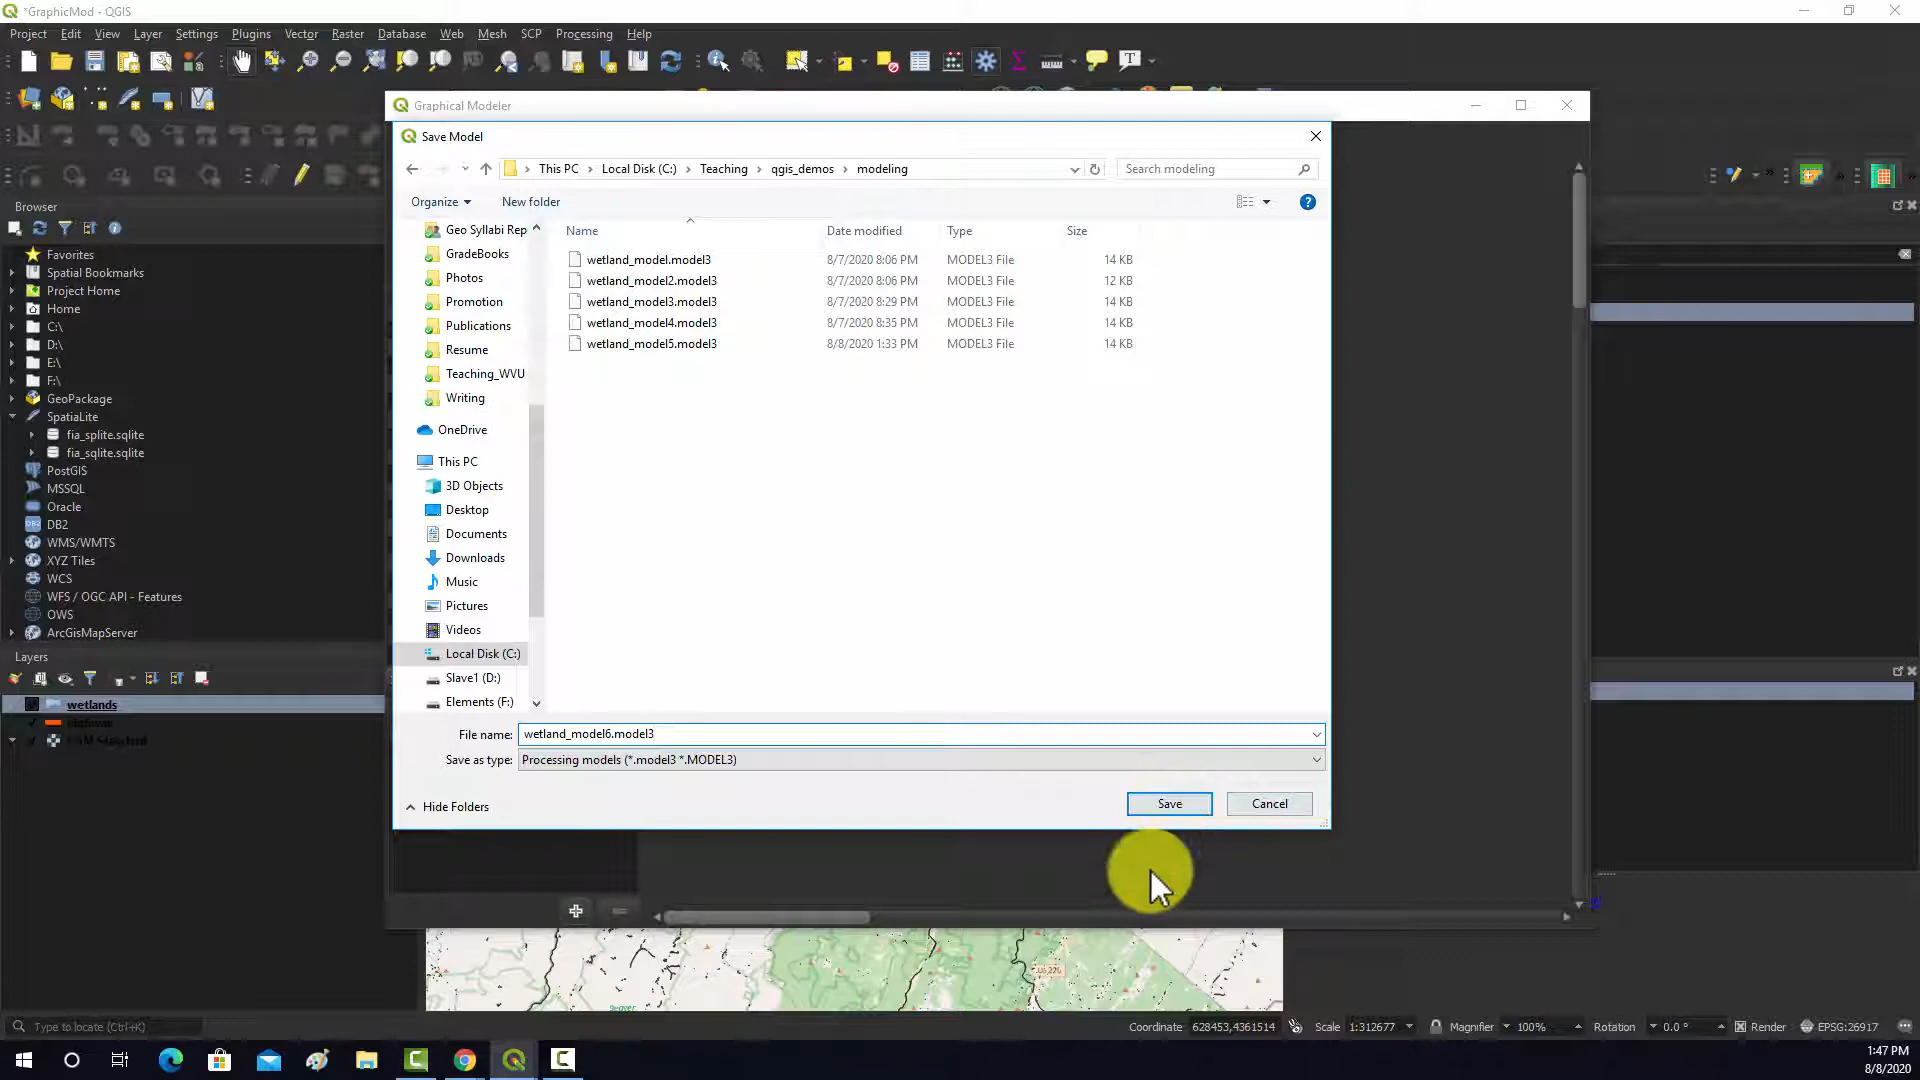 *GraphicMod - QGIS
Project Edit View Layer Settings Plugins Vector Raster Database Web Mesh SCP Processing Help
Graphical Modeler
Save Model
This PC Local Disk (C:) Teaching qgis_demos modeling
Search modeling
Organize New folder
Browser
Favorites
Spatial Bookmarks
Project Home
Home
C:\
D:\
E:\
F:\
GeoPackage
SpatiaLite
fia_splite.sqlite
fia_sqlite.sqlite
PostGIS
MSSQL
Oracle
DB2
WMS/WMTS
XYZ Tiles
WCS
WFS / OGC API - Features
OWS
ArcGisMapServer
Layers
wetlands
Geo Syllabi Rep
GradeBooks
Photos
Promotion
Publications
Resume
Teaching_WVU
Writing
OneDrive
This PC
3D Objects
Desktop
Documents
Downloads
Music
Pictures
Videos
Local Disk (C:)
Slave1 (D:)
Elements (F:)
Name Date modified Type Size
wetland_model.model3 8/7/2020 8:06 PM MODEL3 File 14 KB
wetland_model2.model3 8/7/2020 8:06 PM MODEL3 File 12 KB
wetland_model3.model3 8/7/2020 8:29 PM MODEL3 File 14 KB
wetland_model4.model3 8/7/2020 8:35 PM MODEL3 File 14 KB
wetland_model5.model3 8/8/2020 1:33 PM MODEL3 File 14 KB
File name: wetland_model6.model3
Save as type: Processing models (*.model3 *.MODEL3)
Hide Folders
Save Cancel
Type to locate (Ctrl+K)
Coordinate 628453,4361514 Scale 1:312677 Magnifier 100% Rotation 0.0 ° Render EPSG:26917
1:47 PM
8/8/2020